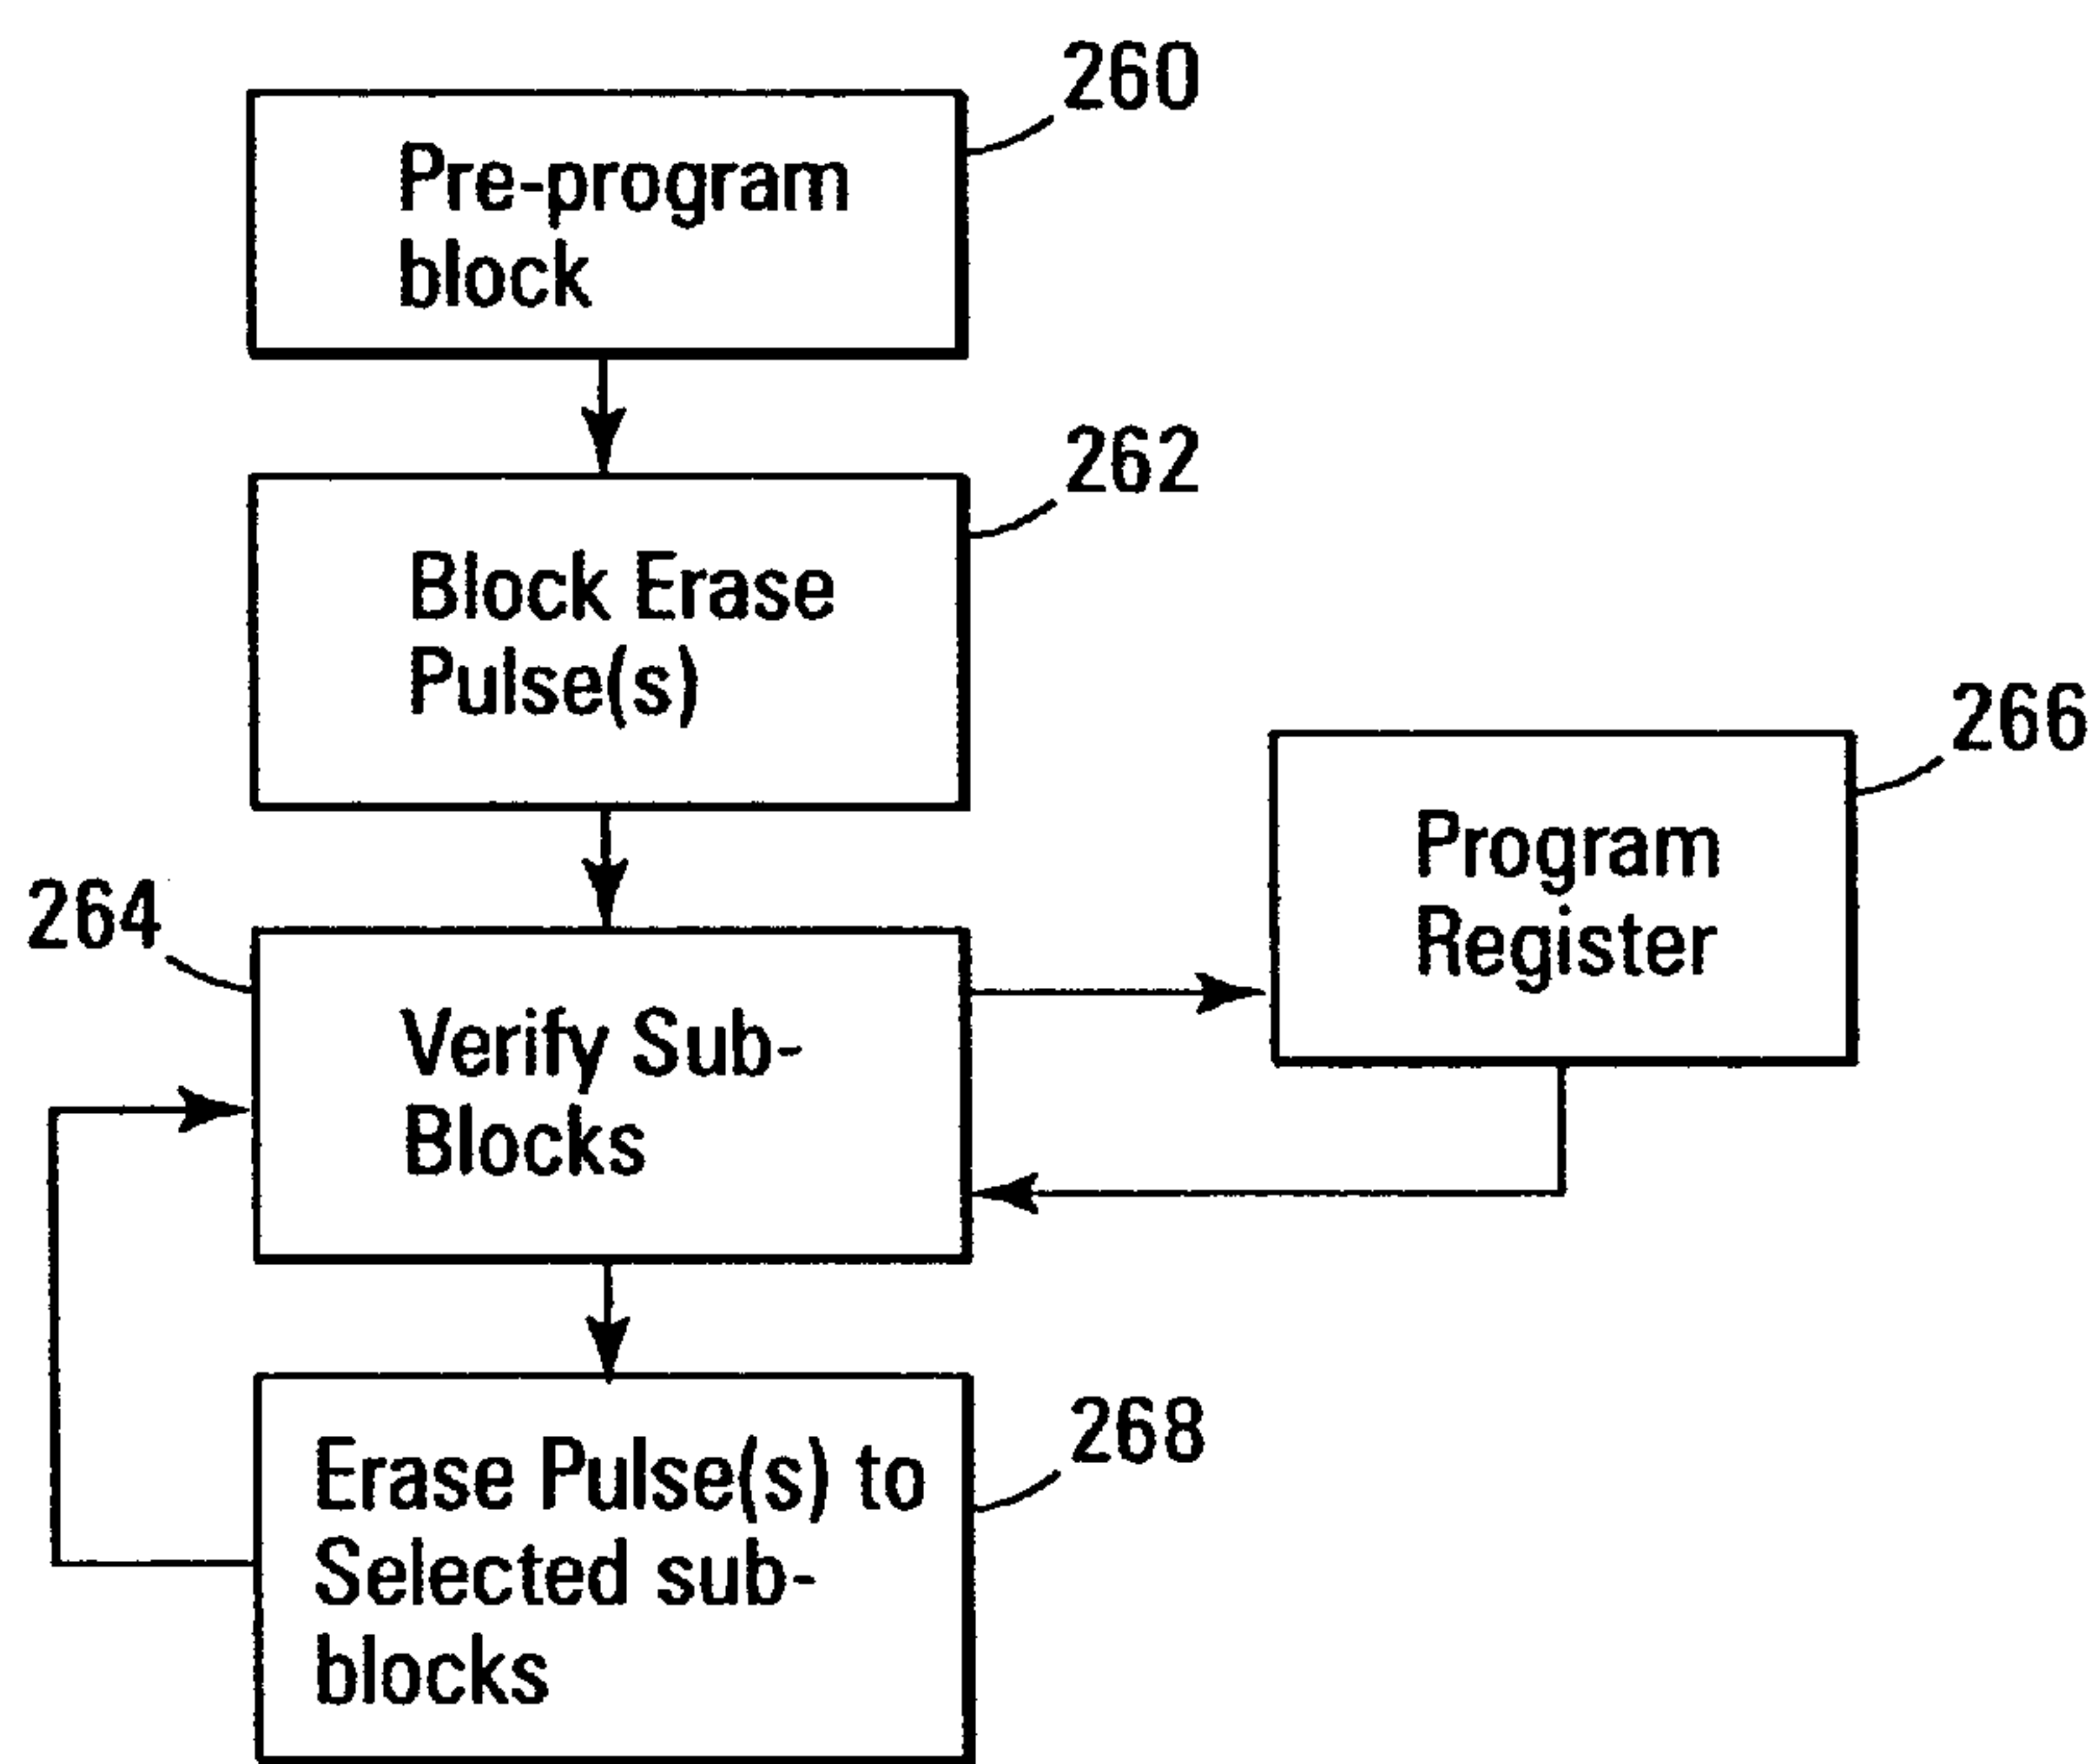 260
Pre-program
block
262
Block Erase
Pulse(s)
266
Program
Register
264
Verify Sub-
Blocks
268
Erase Pulse(s) to
Selected sub-
blocks